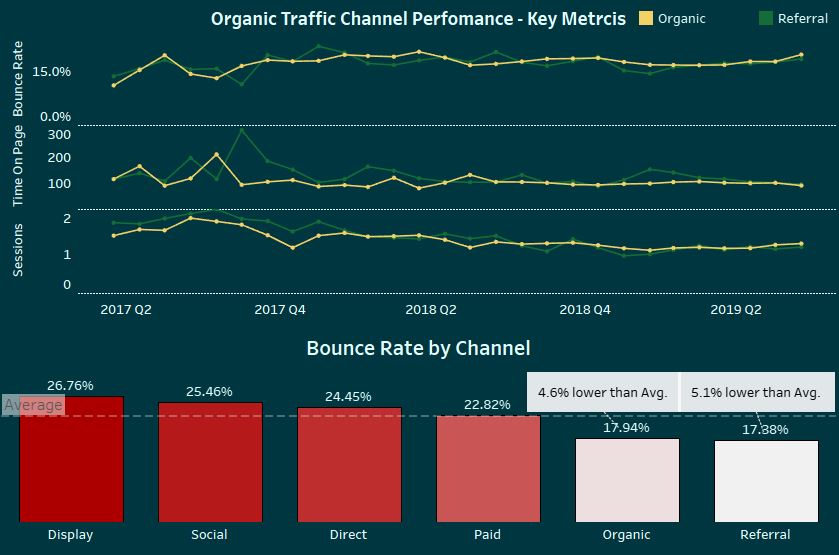 Organic Traffic Channel Perfomance - Key Metrcis
Organic
Referral
Bounce Rate
15.0%
0.0%
Time On Page
300
200
100
Sessions
2
1
0
2017 Q2
2017 Q4
2018 Q2
2018 Q4
2019 Q2
Bounce Rate by Channel
Average
26.76%
25.46%
24.45%
22.82%
4.6% lower than Avg.
5.1% lower than Avg.
17.94%
17.38%
Display
Social
Direct
Paid
Organic
Referral